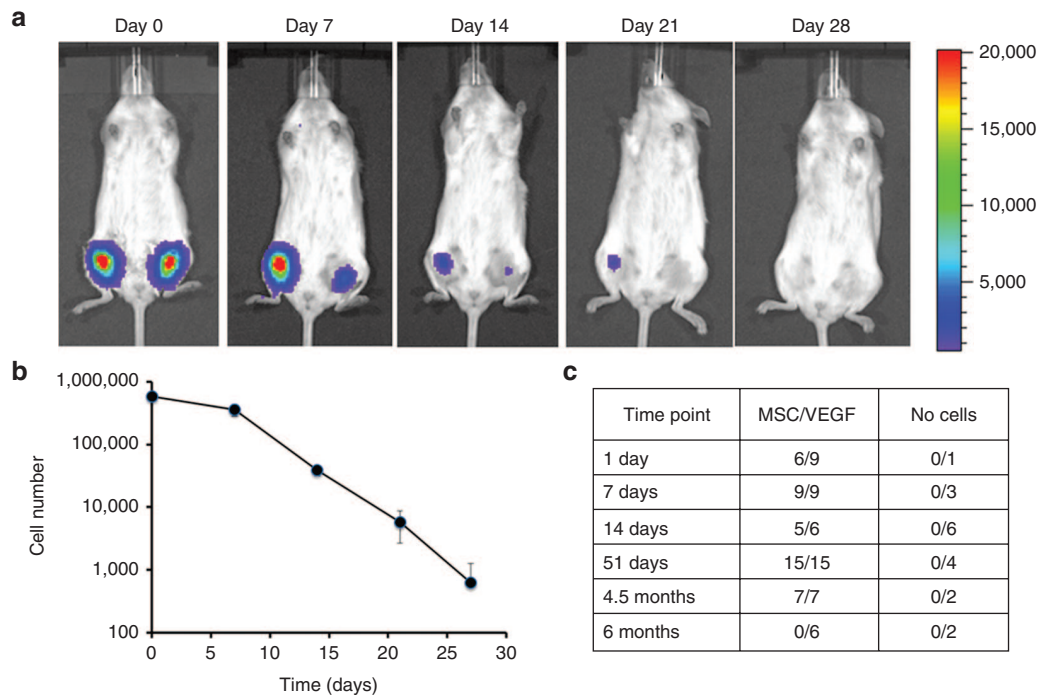 a
Day 0 Day 7 Day 14 Day 21 Day 28
20,000
15,000
10,000
5,000
b
1,000,000
100,000
10,000
1,000
100
Cell number
0 5 10 15 20 25 30
Time (days)
c
Time point MSC/VEGF No cells
1 day 6/9 0/1
7 days 9/9 0/3
14 days 5/6 0/6
51 days 15/15 0/4
4.5 months 7/7 0/2
6 months 0/6 0/2